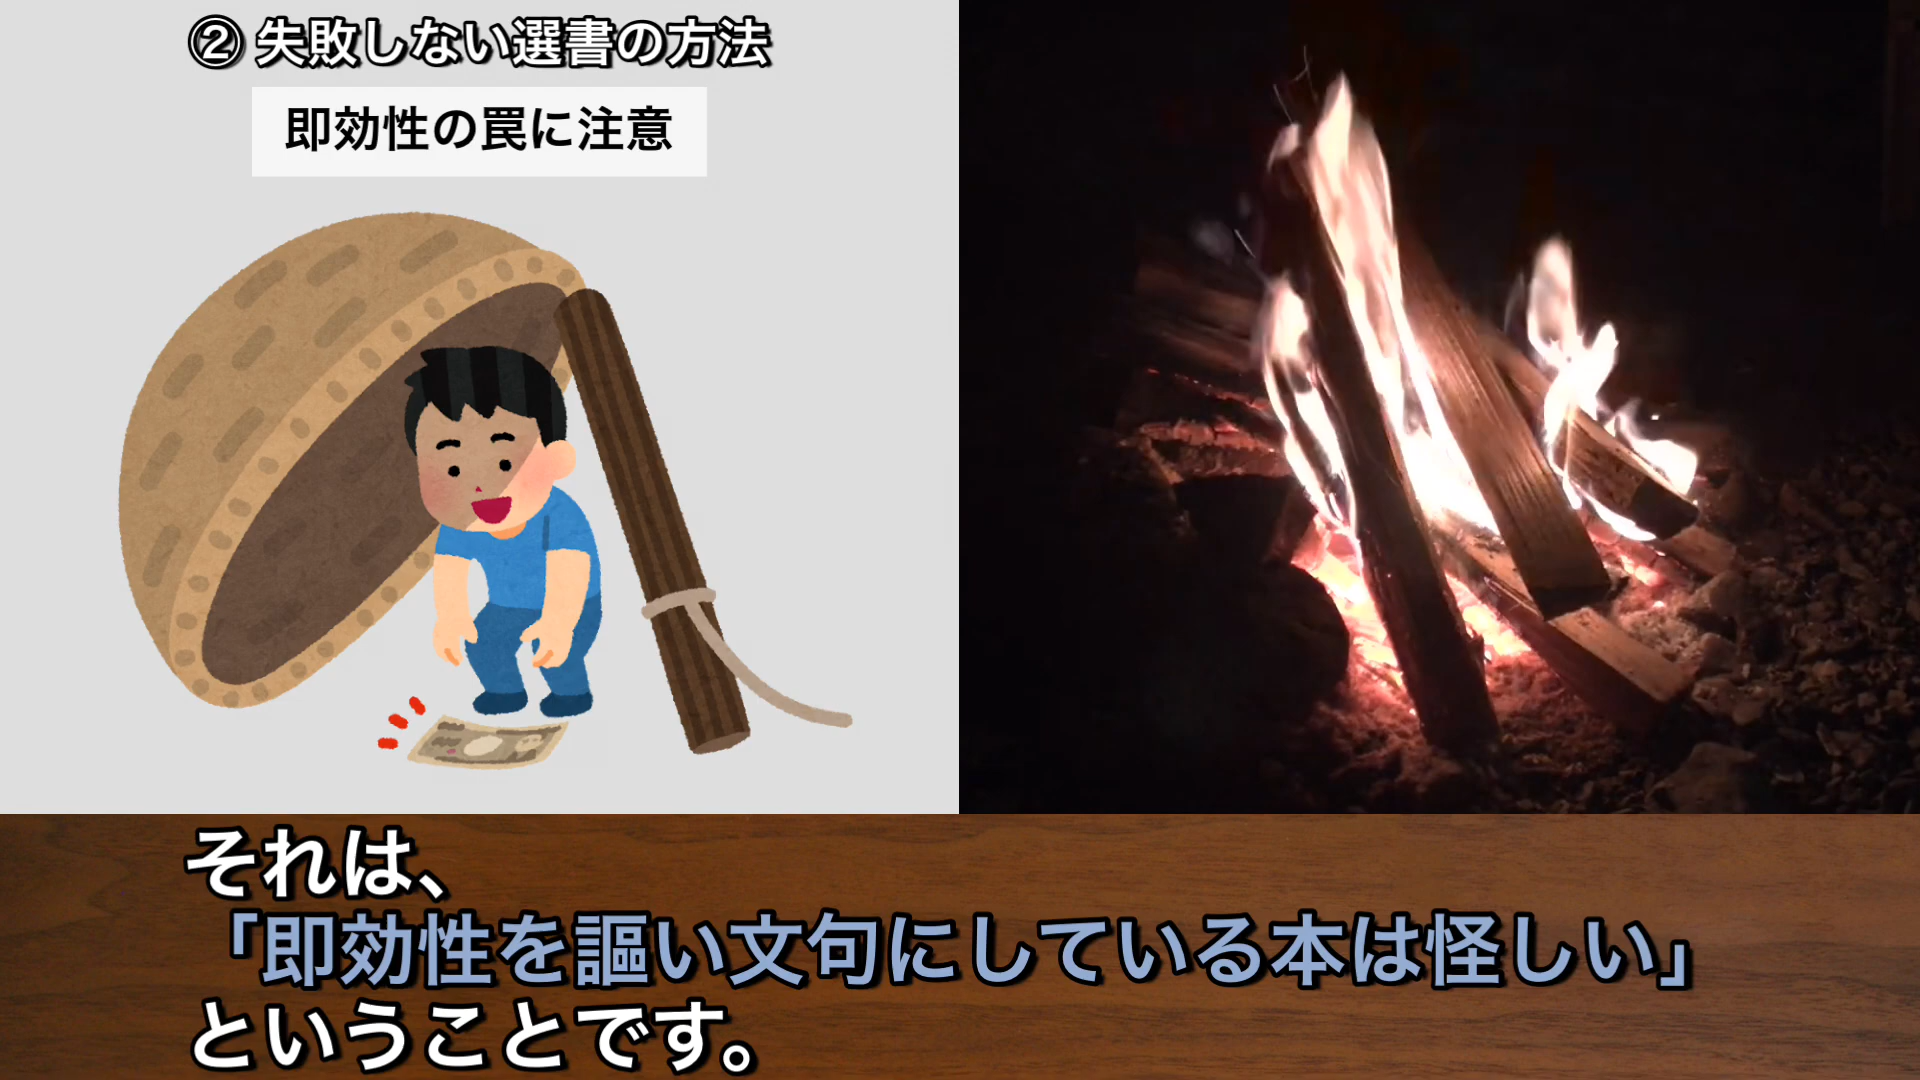 ② 失敗しない選書の方法
即効性の罠に注意
それは、
「即効性を謳い文句にしている本は怪しい」
ということです。